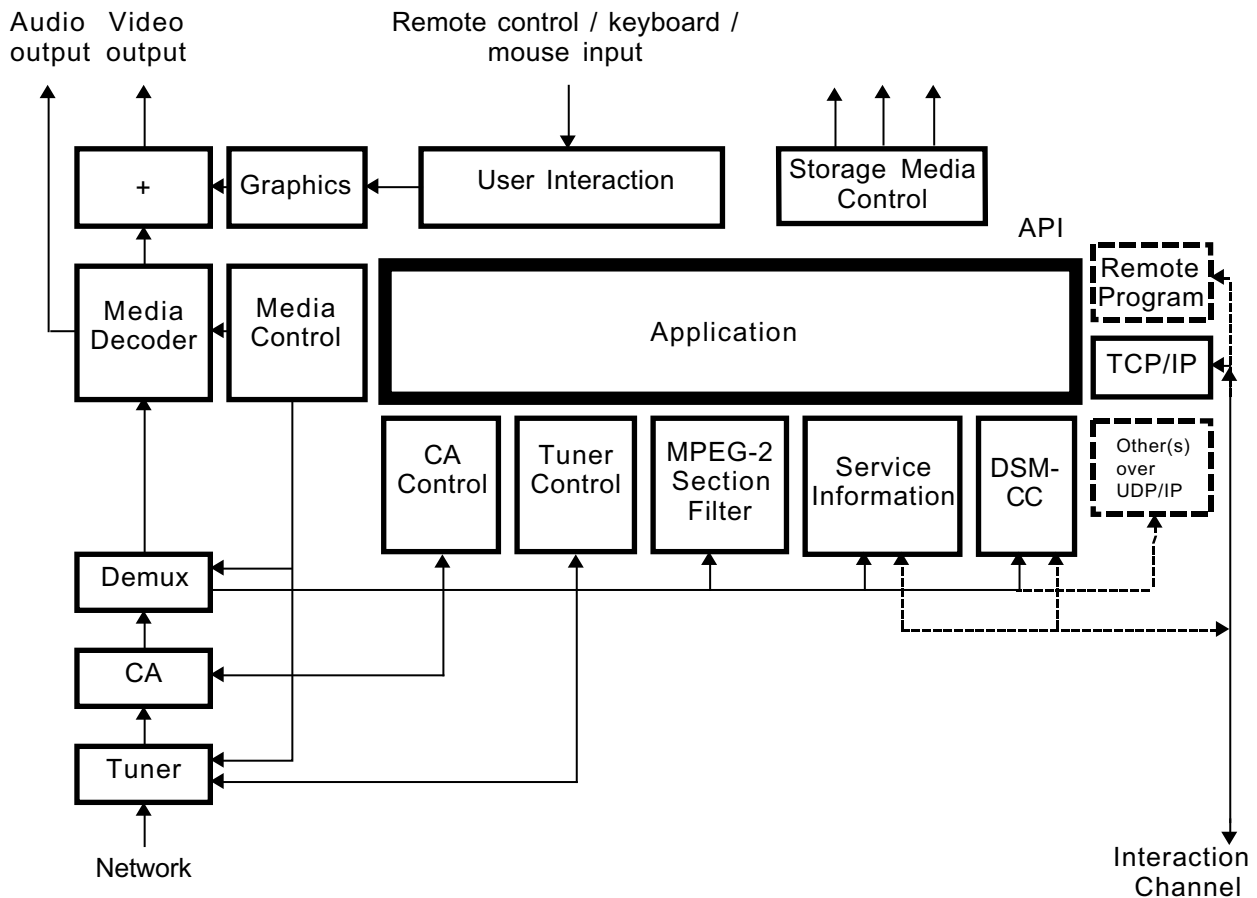 Audio Video
output output
Remote control / keyboard /
mouse input
+
Graphics
User Interaction
Storage Media
Control
API
Media
Decoder
Media
Control
Application
Remote
Program
TCP/IP
CA
Control
Tuner
Control
MPEG-2
Section
Filter
Service
Information
DSM-
CC
Other(s)
over
UDP/IP
Demux
CA
Tuner
Network
Interaction
Channel